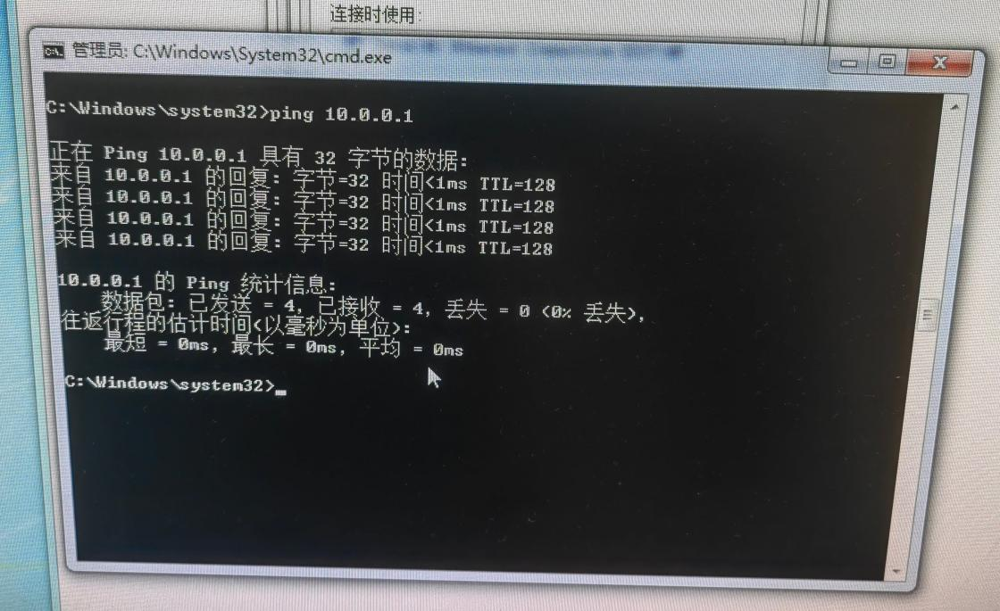 连接时使用:
管理员: C:\Windows\System32\cmd.exe
C:\Windows\system32>ping 10.0.0.1
正在 Ping 10.0.0.1 具有 32 字节的数据:
来自 10.0.0.1 的回复: 字节=32 时间<1ms TTL=128
来自 10.0.0.1 的回复: 字节=32 时间<1ms TTL=128
来自 10.0.0.1 的回复: 字节=32 时间<1ms TTL=128
来自 10.0.0.1 的回复: 字节=32 时间<1ms TTL=128
10.0.0.1 的 Ping 统计信息:
数据包: 已发送 = 4, 已接收 = 4, 丢失 = 0 (0% 丢失),
往返行程的估计时间(以毫秒为单位):
最短 = 0ms, 最长 = 0ms, 平均 = 0ms
C:\Windows\system32>_